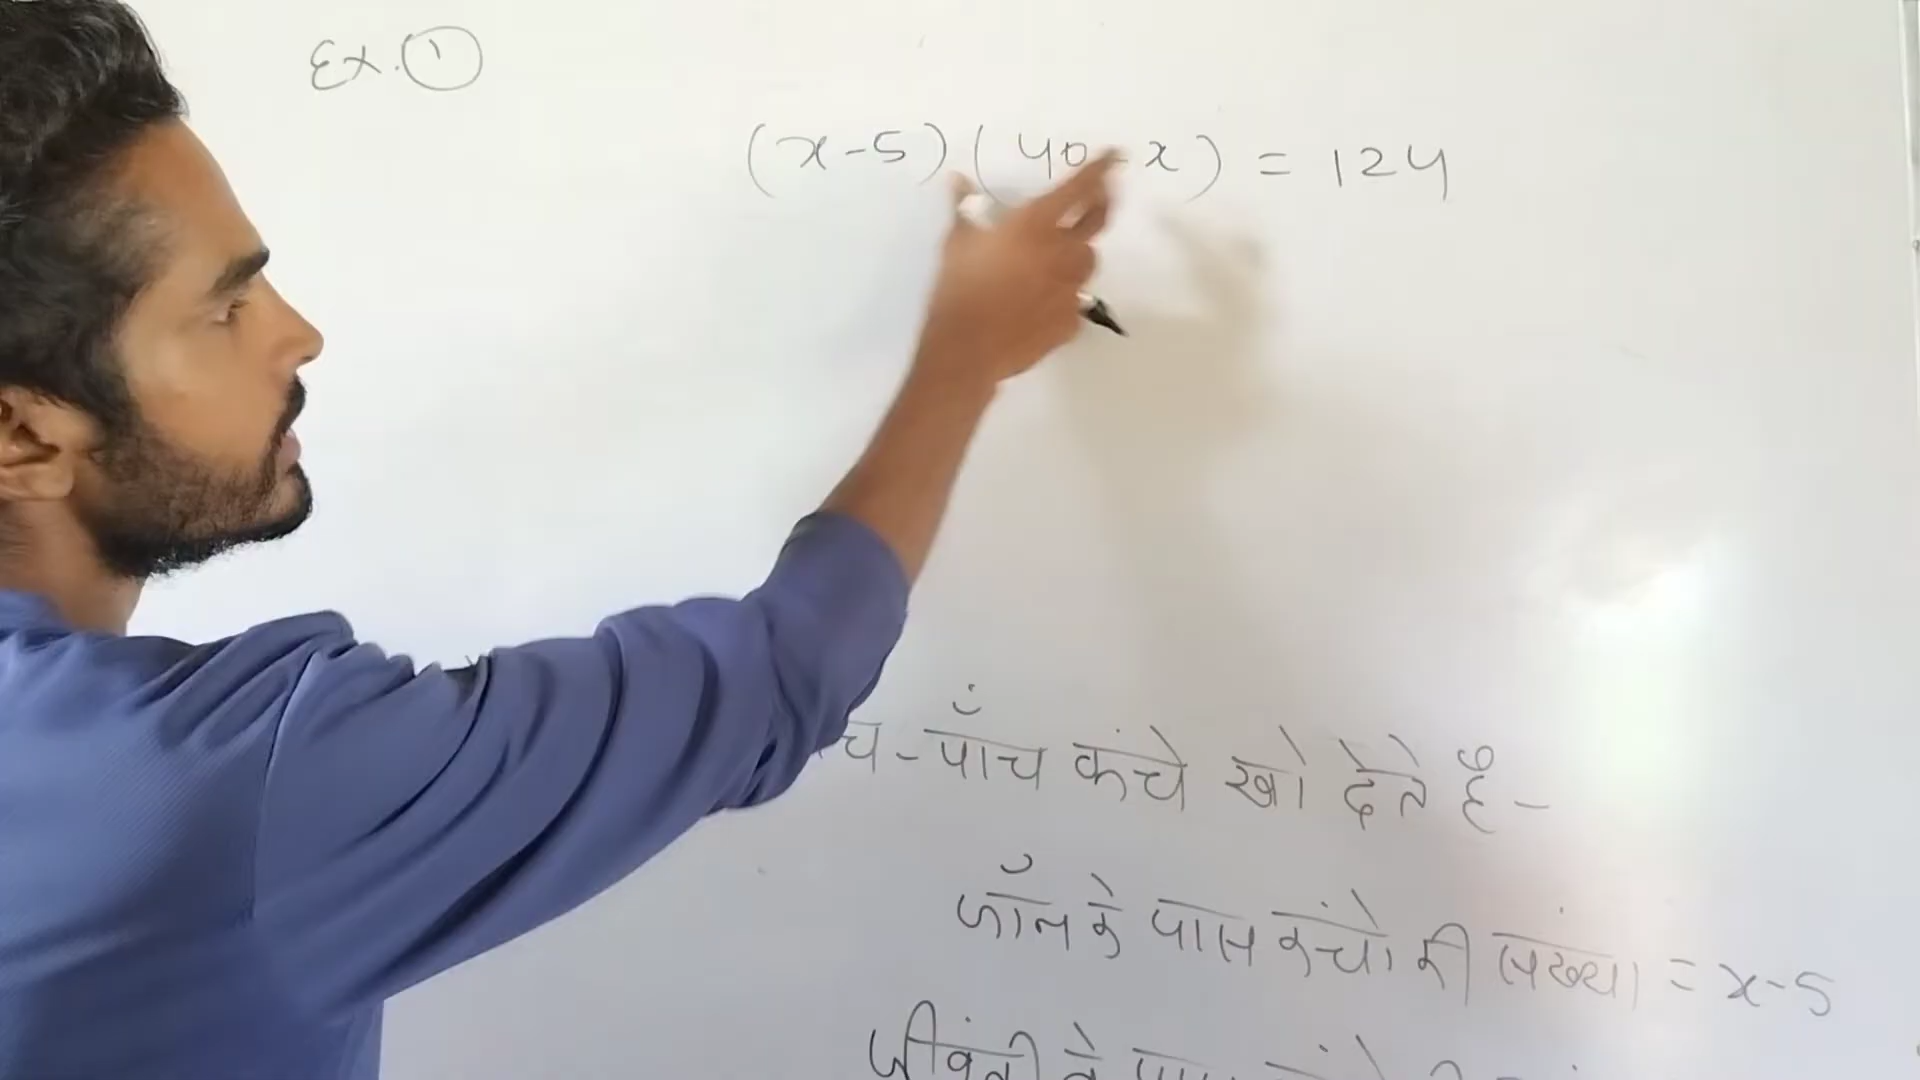 Ex. ①
(x-5) (40-x) = 124
च-पाँच कंचे खो देते हैं -
जॉन के पास कंचों की संख्या = x-5
जीवंती के पास कंचों की